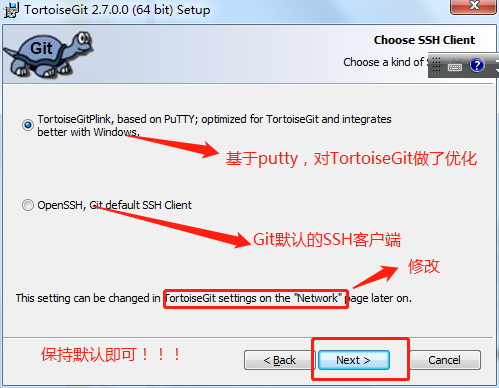 TortoiseGit 2.7.0.0 (64 bit) Setup
Git
Choose SSH Client
Choose a kind of
TortoiseGitPlink, based on PuTTY; optimized for TortoiseGit and integrates
better with Windows.
基于putty，对TortoiseGit做了优化
OpenSSH, Git default SSH Client
Git默认的SSH客户端
修改
This setting can be changed in TortoiseGit settings on the "Network" page later on.
保持默认即可！！！
< Back
Next >
Cancel